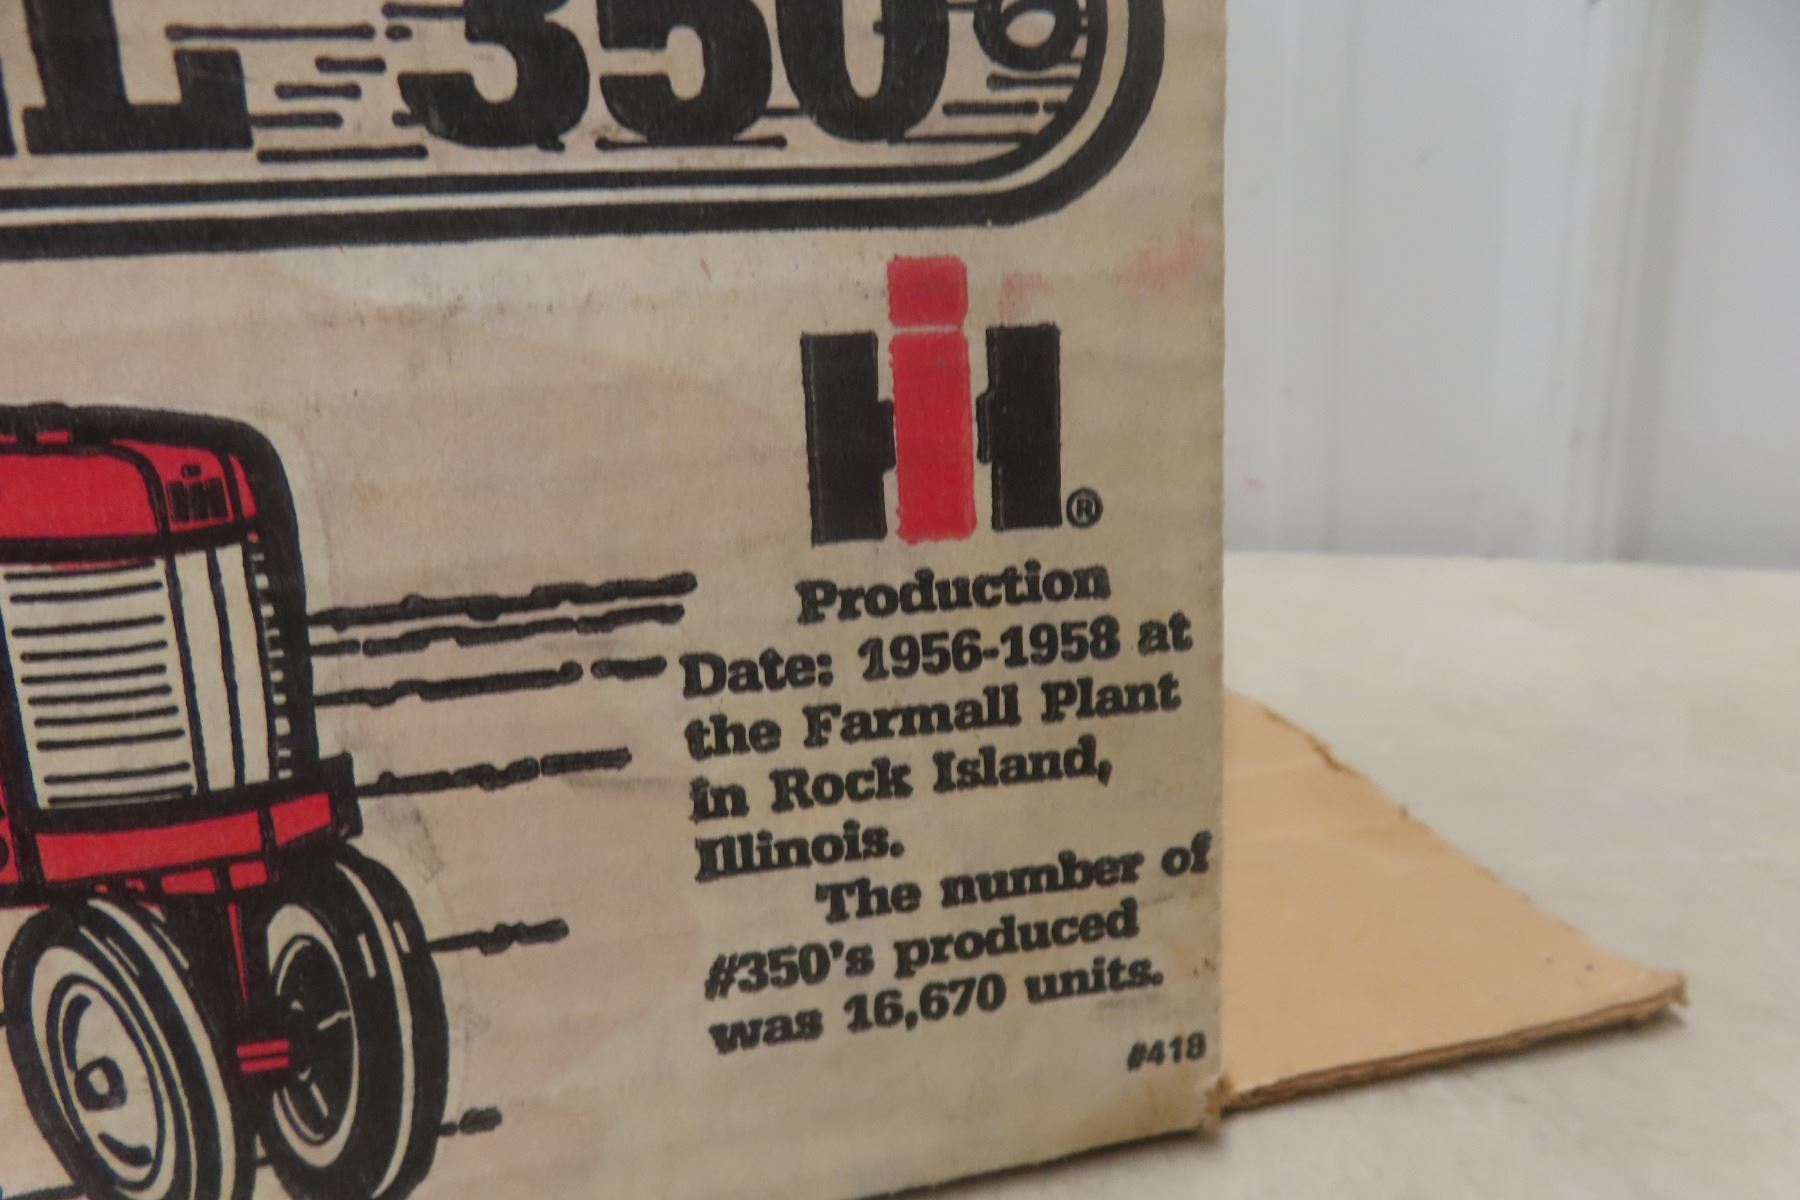 L 350
IH
IH®
Production
Date: 1956-1958 at
the Farmall Plant
in Rock Island,
Illinois.
The number of
#350's produced
was 16,670 units.
#418